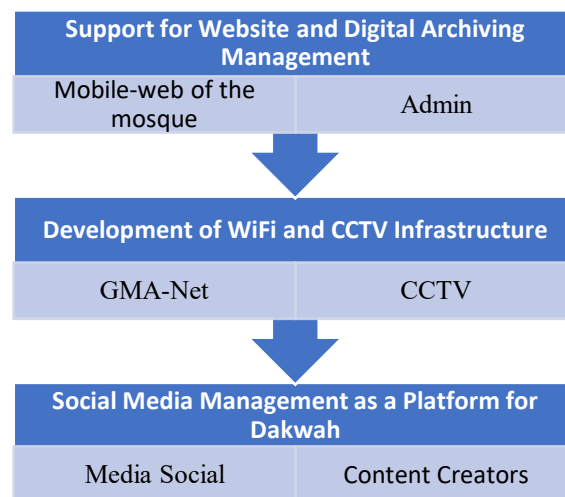 Support for Website and Digital Archiving
Management
Mobile-web of the
mosque
Admin
Development of WiFi and CCTV Infrastructure
GMA-Net
CCTV
Social Media Management as a Platform for
Dakwah
Media Social
Content Creators